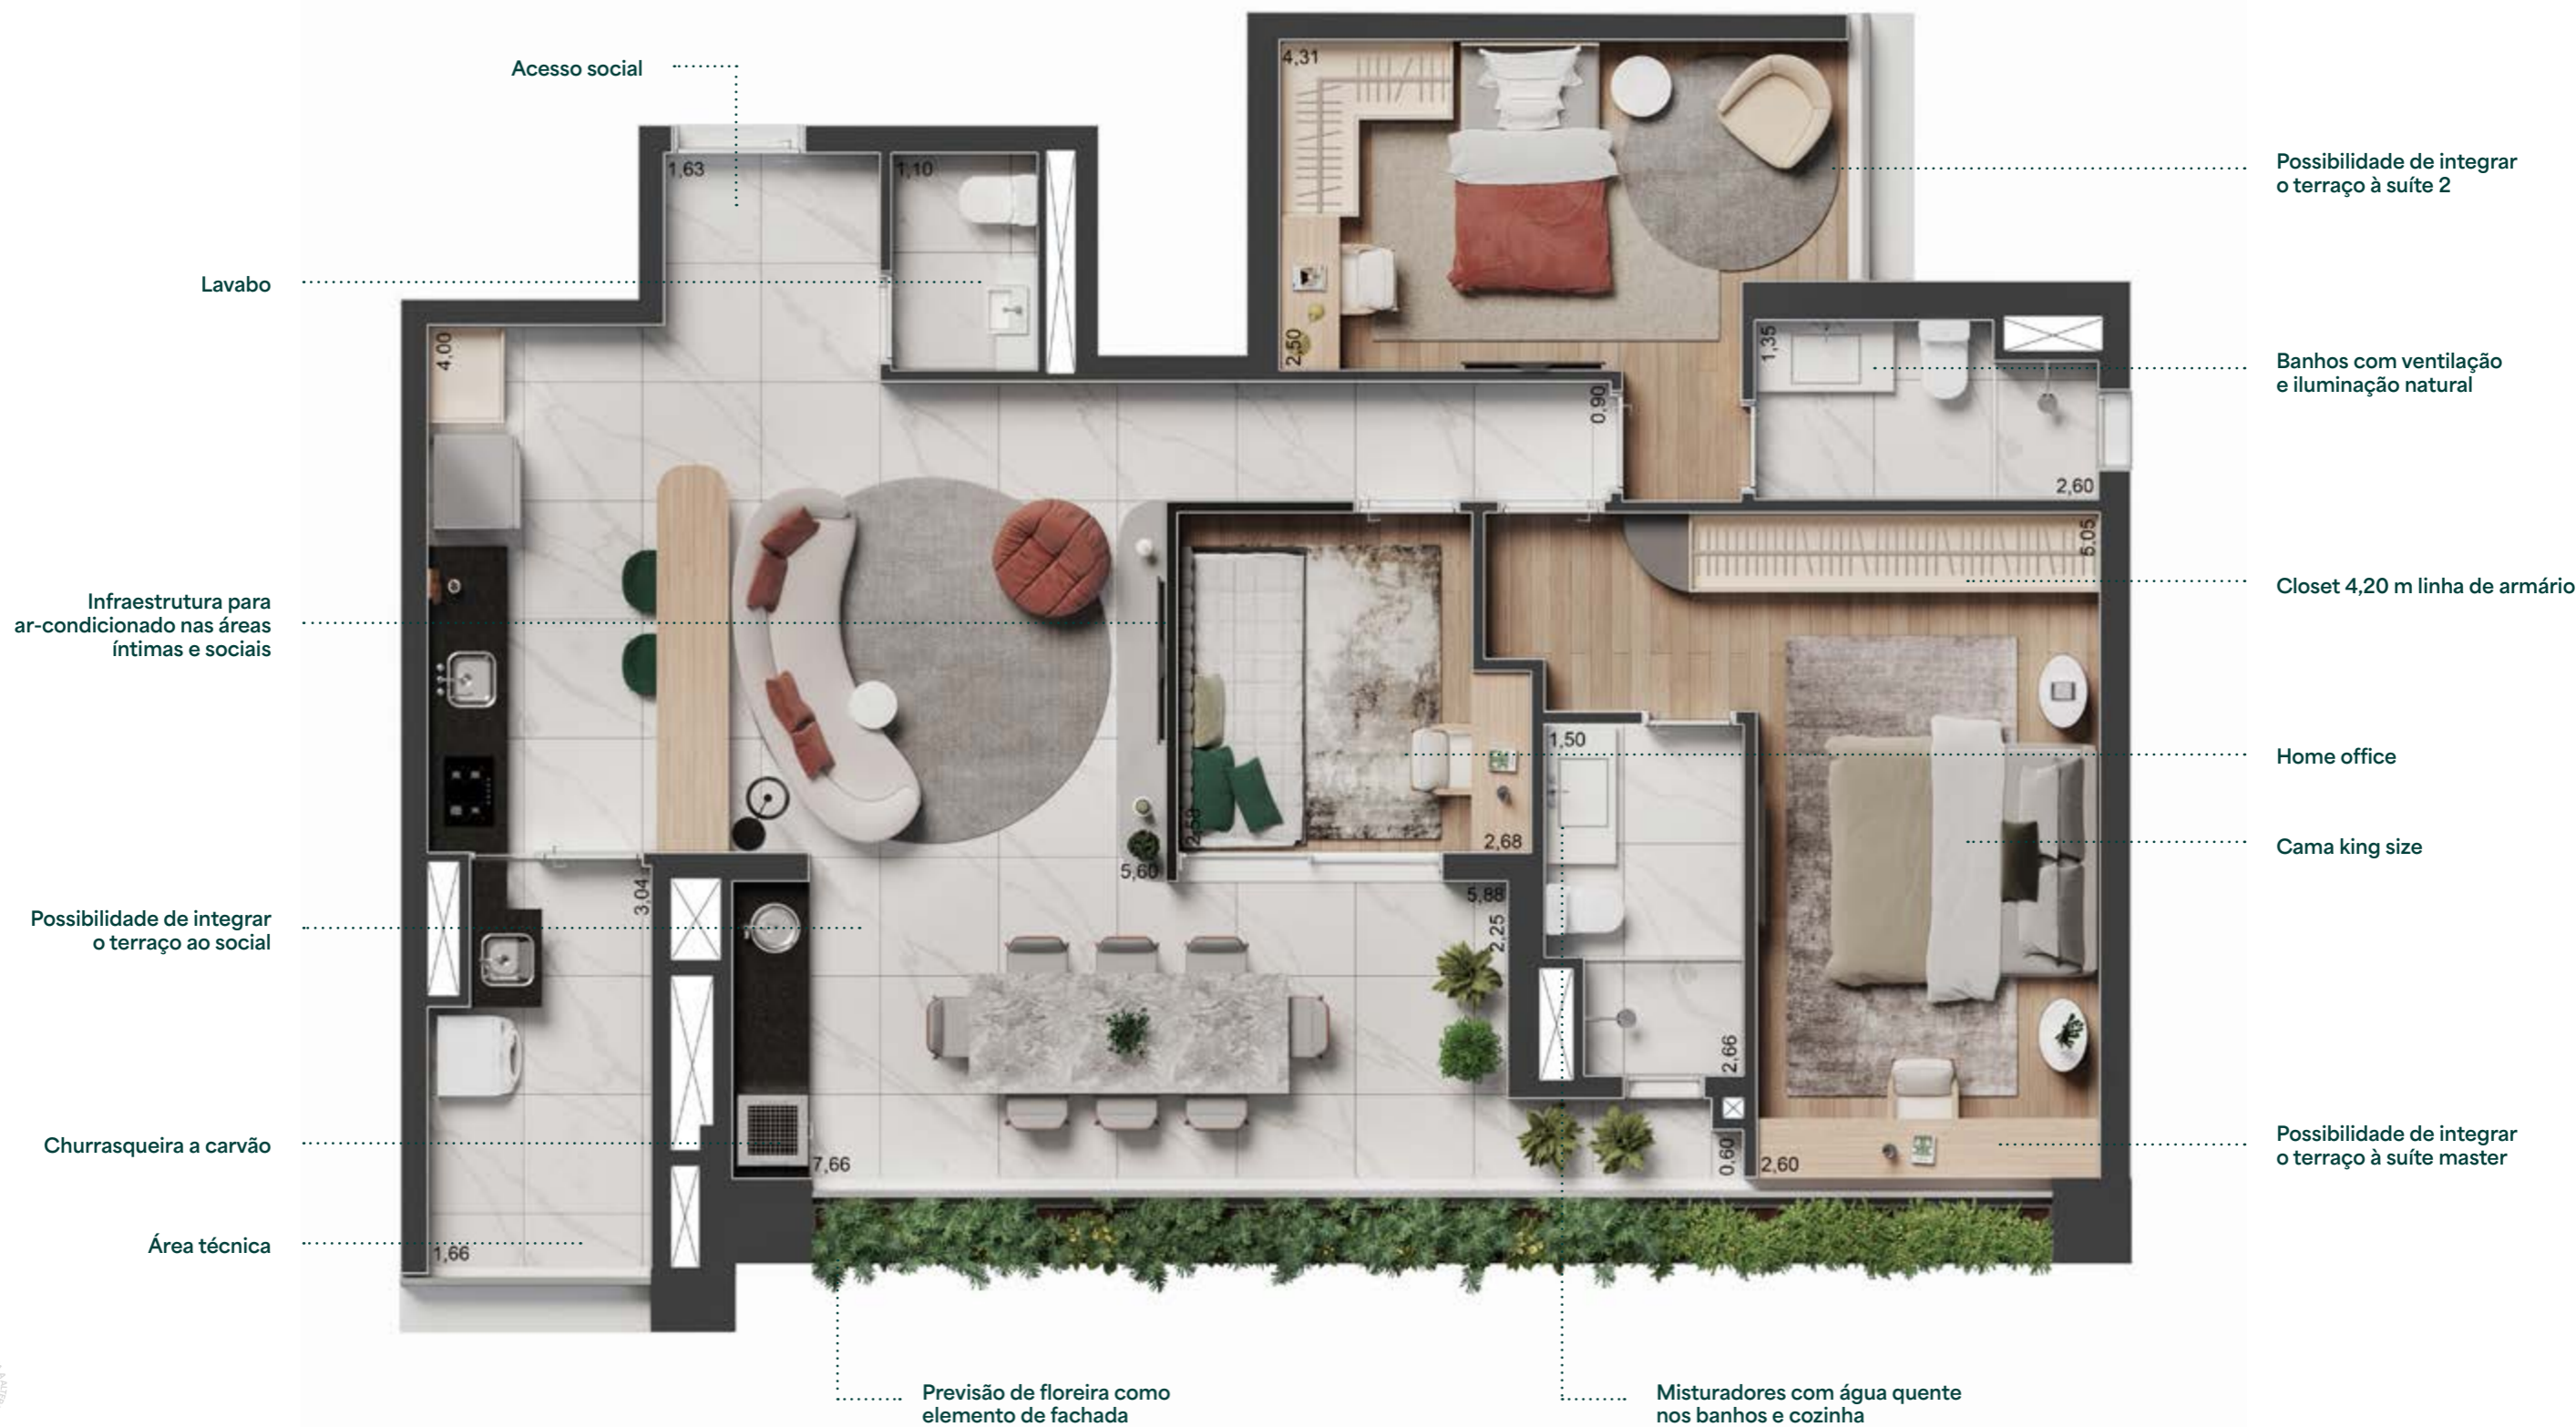 Acesso social
Lavabo
Infraestrutura para
ar-condicionado nas áreas
íntimas e sociais
Possibilidade de integrar
o terraço ao social
Churrasqueira a carvão
Área técnica
4,31
1,63
1,10
4,00
2,50
1,35
0,90
2,60
5,05
1,50
2,68
5,60
5,88
2,25
3,04
2,66
0,60
7,66
2,60
1,66
Possibilidade de integrar
o terraço à suíte 2
Banhos com ventilação
e iluminação natural
Closet 4,20 m linha de armário
Home office
Cama king size
Possibilidade de integrar
o terraço à suíte master
Previsão de floreira como
elemento de fachada
Misturadores com água quente
nos banhos e cozinha